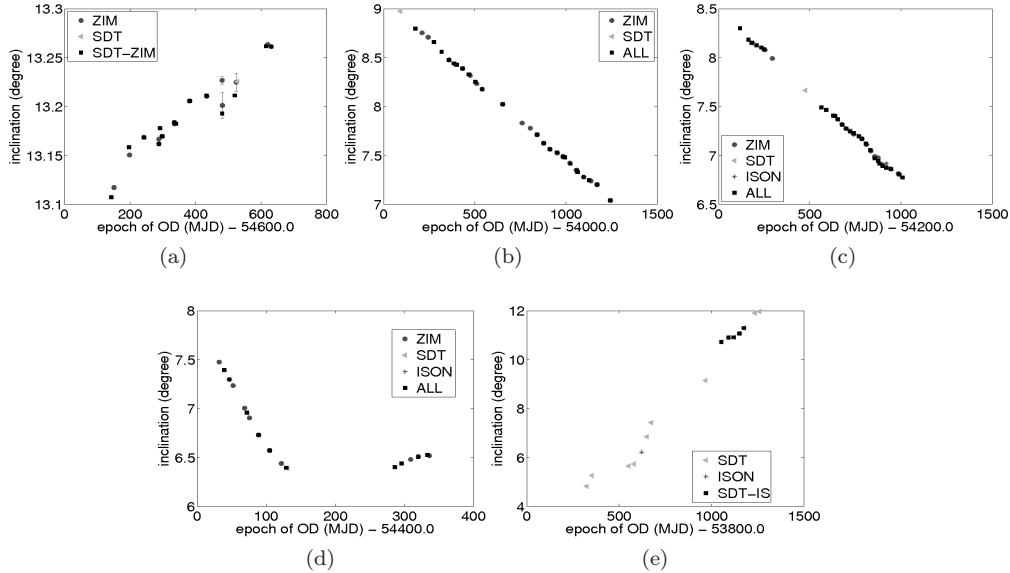 13.3
13.25
13.2
13.15
13.1
0 200 400 600 800
inclination (degree)
epoch of OD (MJD) − 54600.0
ZIM
SDT
SDT−ZIM
(a)
9
8.5
8
7.5
7
0 500 1000 1500
inclination (degree)
epoch of OD (MJD) − 54000.0
ZIM
SDT
ALL
(b)
8.5
8
7.5
7
6.5
0 500 1000 1500
inclination (degree)
epoch of OD (MJD) − 54200.0
ZIM
SDT
ISON
ALL
(c)
8
7.5
7
6.5
6
0 100 200 300 400
inclination (degree)
epoch of OD (MJD) − 54400.0
ZIM
SDT
ISON
ALL
(d)
12
10
8
6
4
0 500 1000 1500
inclination (degree)
epoch of OD (MJD) − 53800.0
SDT
ISON
SDT−IS
(e)